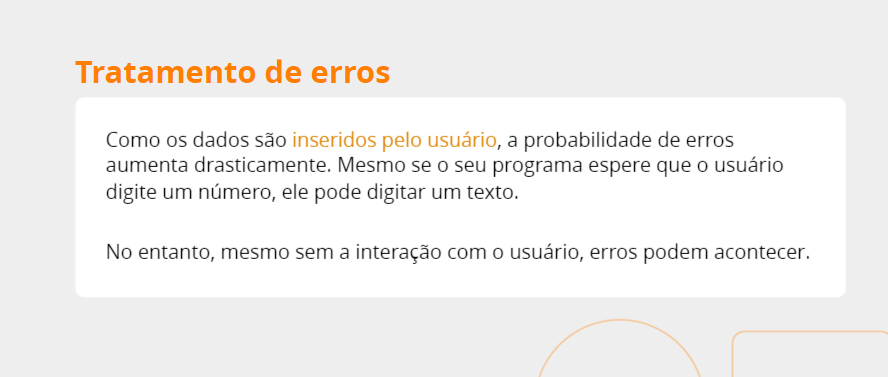 Tratamento de erros
Como os dados são inseridos pelo usuário, a probabilidade de erros
aumenta drasticamente. Mesmo se o seu programa espere que o usuário
digite um número, ele pode digitar um texto.
No entanto, mesmo sem a interação com o usuário, erros podem acontecer.